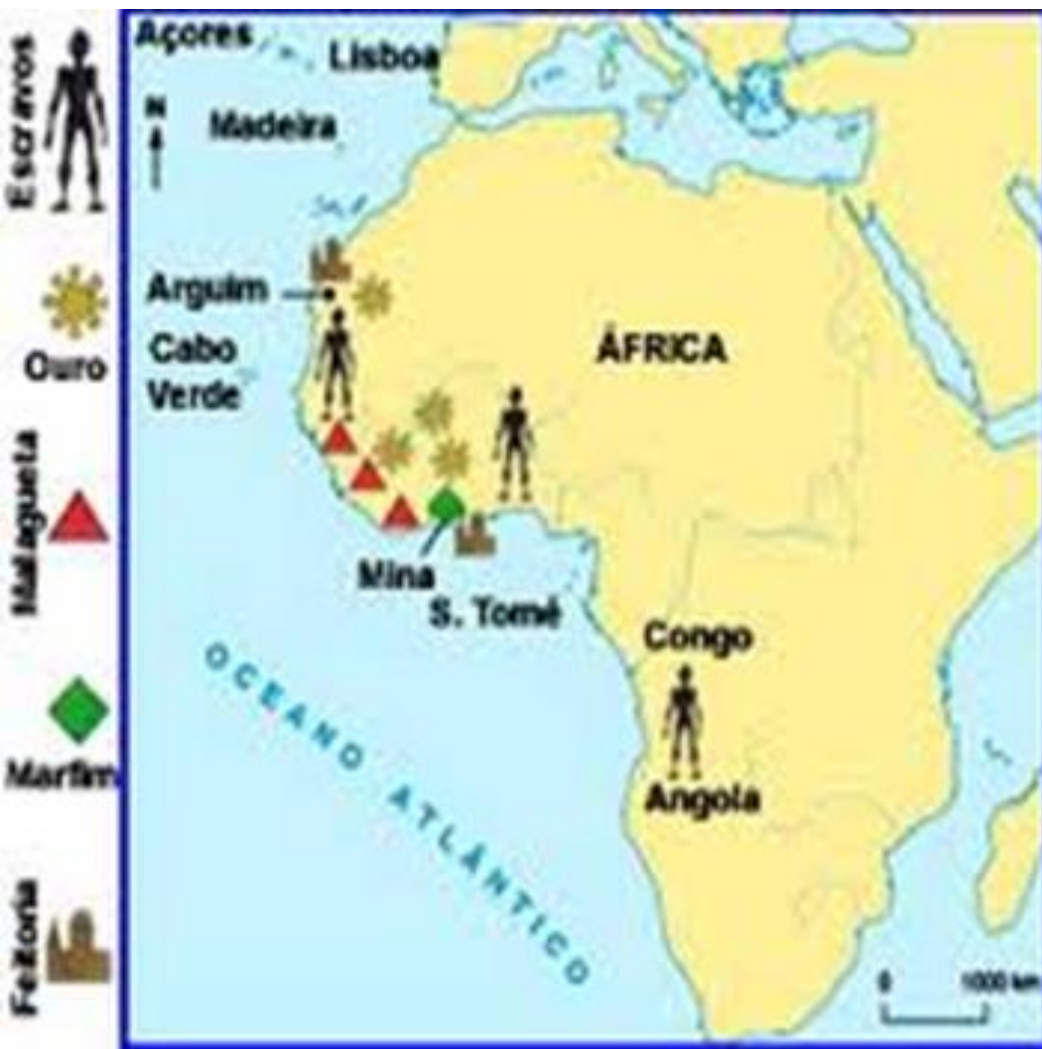 Escravos
Ouro
Malagueta
Marfim
Feitoria
Açores
Lisboa
N
Madeira
Arguim
Cabo
Verde
ÁFRICA
Mina
S. Tomé
Congo
Angola
OCEANO ATLÂNTICO
0 1000 km